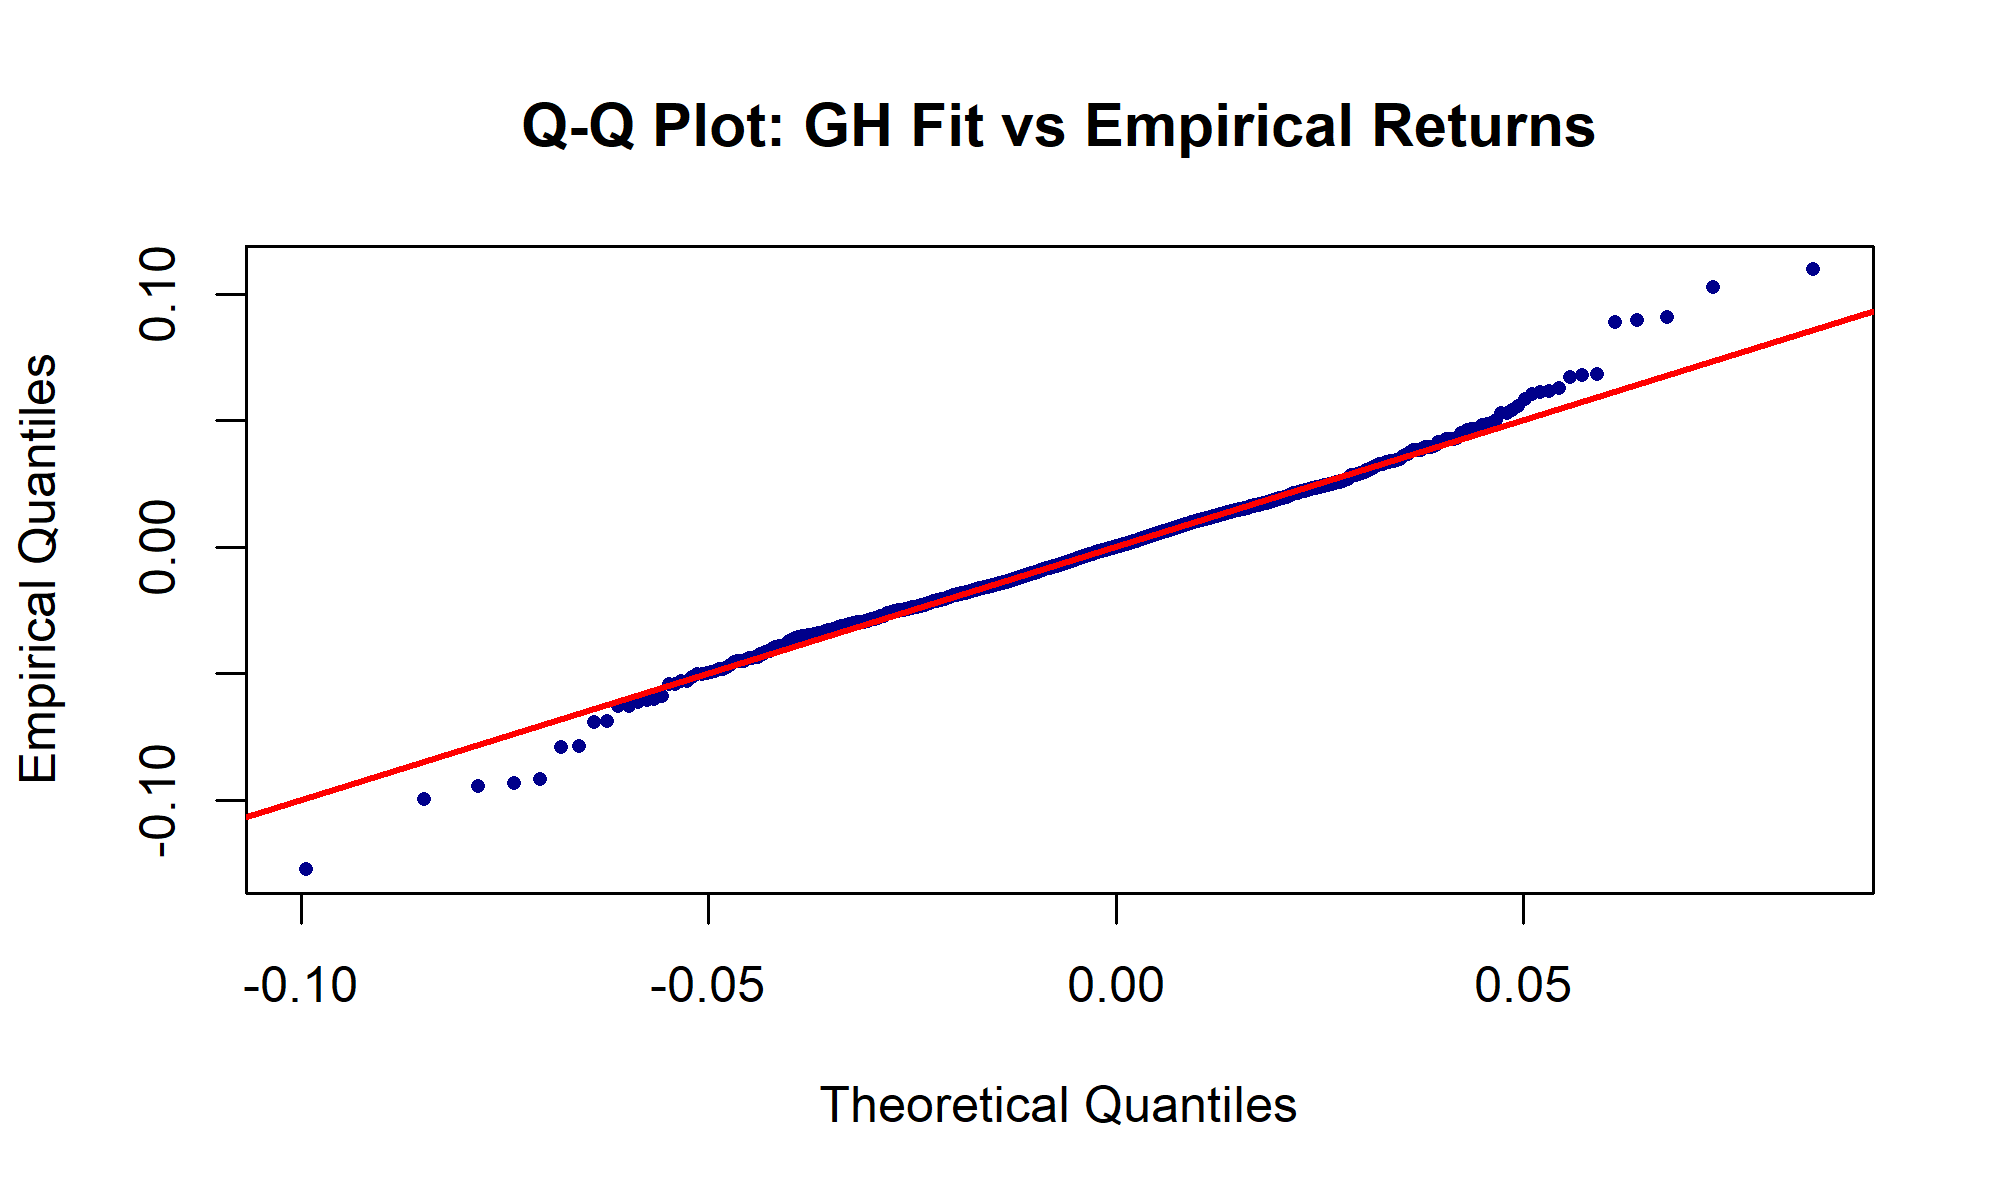 Q-Q Plot: GH Fit vs Empirical Returns
Empirical Quantiles
0.10
0.00
-0.10
-0.10
-0.05
0.00
0.05
Theoretical Quantiles